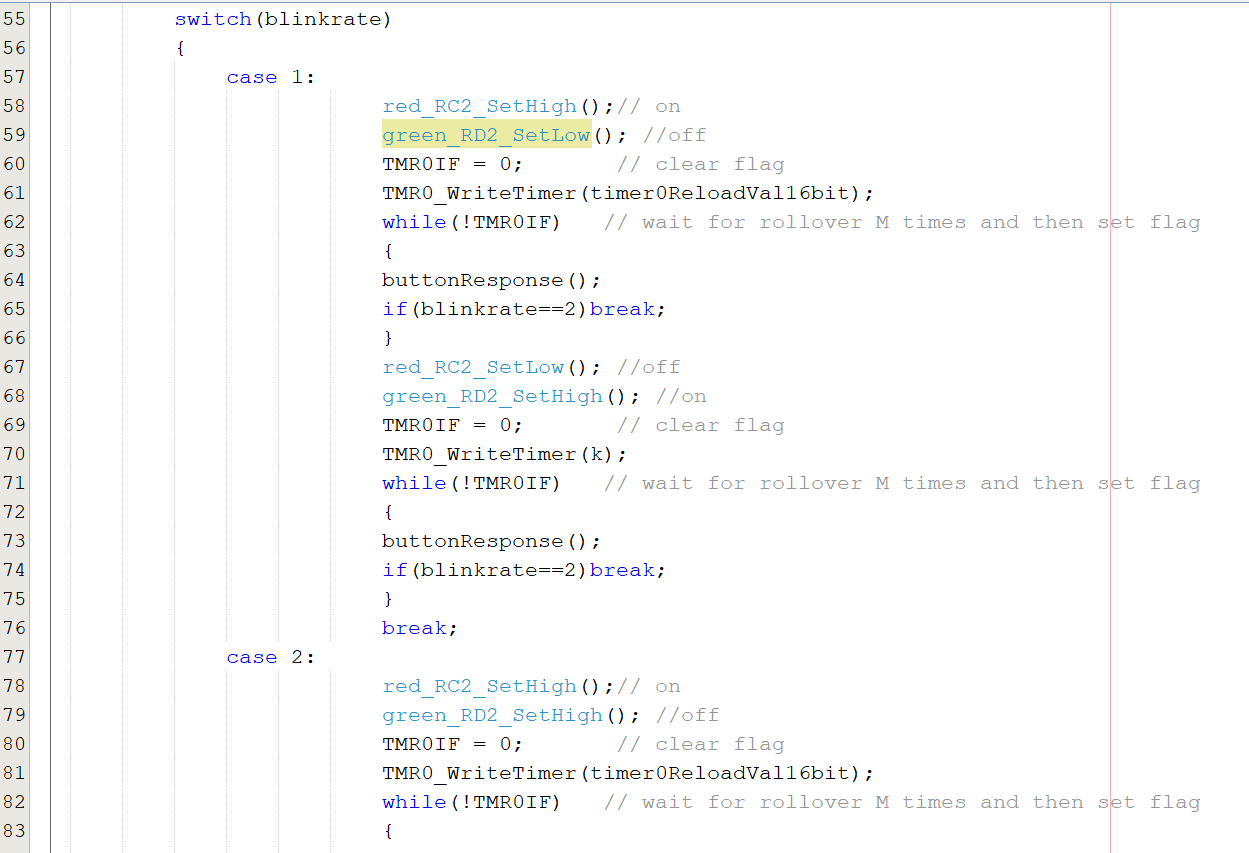 55 switch(blinkrate)
56 {
57 case 1:
58 red_RC2_SetHigh();// on
59 green_RD2_SetLow(); //off
60 TMR0IF = 0; // clear flag
61 TMR0_WriteTimer(timer0ReloadVal16bit);
62 while(!TMR0IF) // wait for rollover M times and then set flag
63 {
64 buttonResponse();
65 if(blinkrate==2)break;
66 }
67 red_RC2_SetLow(); //off
68 green_RD2_SetHigh(); //on
69 TMR0IF = 0; // clear flag
70 TMR0_WriteTimer(k);
71 while(!TMR0IF) // wait for rollover M times and then set flag
72 {
73 buttonResponse();
74 if(blinkrate==2)break;
75 }
76 break;
77 case 2:
78 red_RC2_SetHigh();// on
79 green_RD2_SetHigh(); //off
80 TMR0IF = 0; // clear flag
81 TMR0_WriteTimer(timer0ReloadVal16bit);
82 while(!TMR0IF) // wait for rollover M times and then set flag
83 {